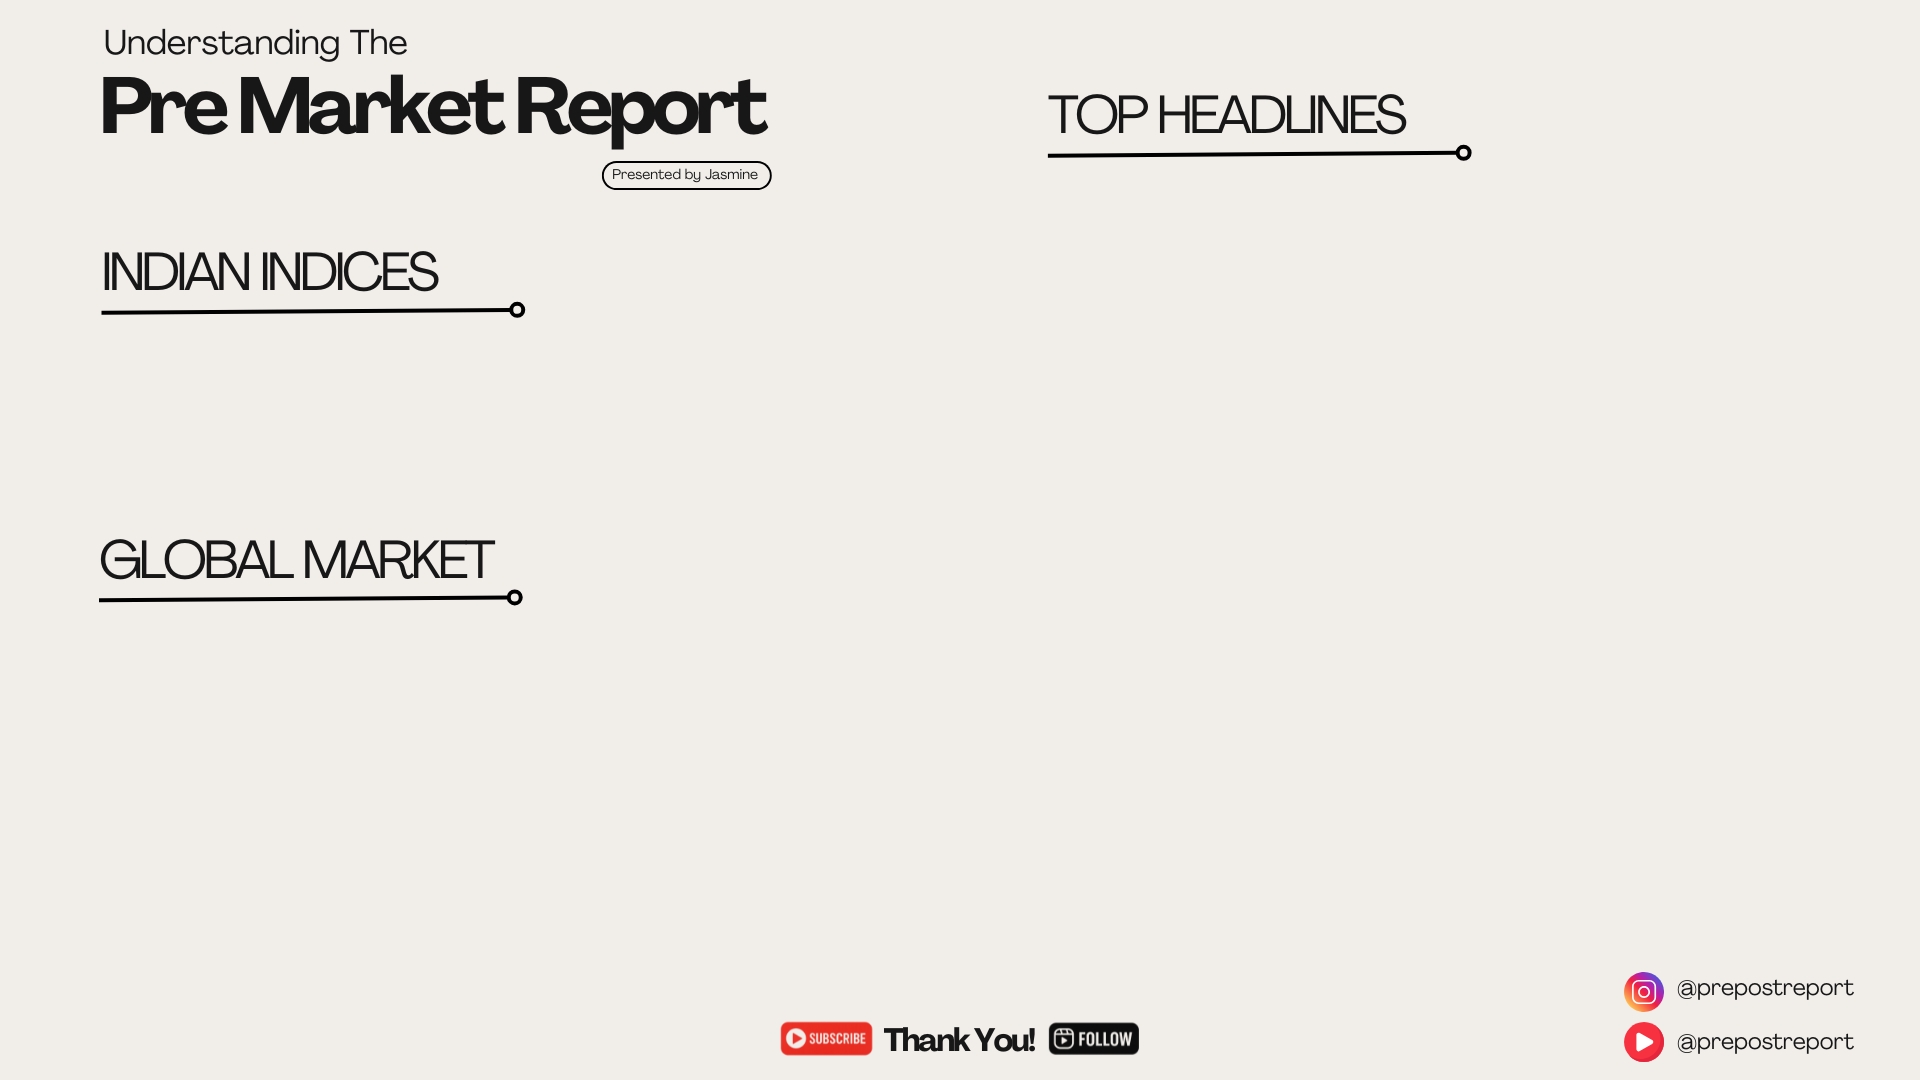 Understanding The
Pre Market Report
Presented by Jasmine
INDIAN INDICES
GLOBAL MARKET
TOP HEADLINES
SUBSCRIBE
Thank You!
FOLLOW
@prepostreport
@prepostreport